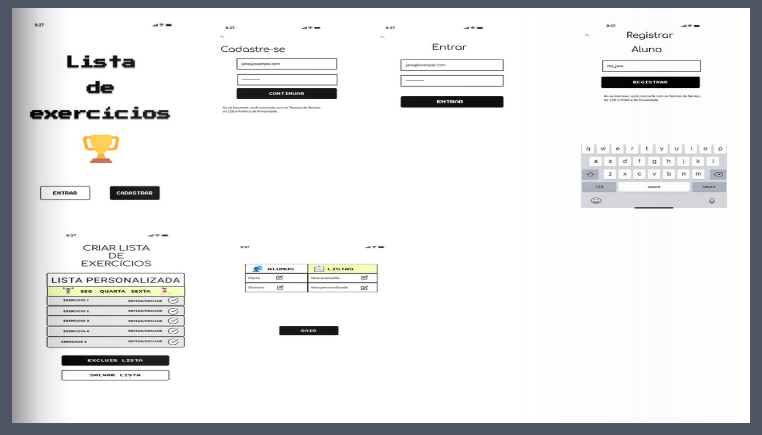 9:27
Lista
de
exercícios
ENTRAR
CADASTRAR
9:27
Cadastre-se
jane@example.com
CONTINUAR
Ao se inscrever, você concorda com os Termos de Serviço
da LDE e Política de Privacidade.
9:27
Entrar
jane@example.com
ENTRAR
9:27
Registrar
Aluno
REGISTRAR
Ao se inscrever, você concorda com os Termos de Serviço
da LDE e Política de Privacidade.
q w e r t y u i o p
a s d f g h j k l
z x c v b n m
123 space return
9:27
CRIAR LISTA
DE
EXERCÍCIOS
LISTA PERSONALIZADA
SEG QUARTA SEXTA
EXERCICIO 1 EDITAR/EXCLUIR
EXERCICIO 2 EDITAR/EXCLUIR
EXERCICIO 3 EDITAR/EXCLUIR
EXERCICIO 4 EDITAR/EXCLUIR
EXERCICIO 5 EDITAR/EXCLUIR
EXCLUIR LISTA
SALVAR LISTA
9:27
ALUNOS LISTAS
lista avançada
Gustavo lista personalizada
SAIR